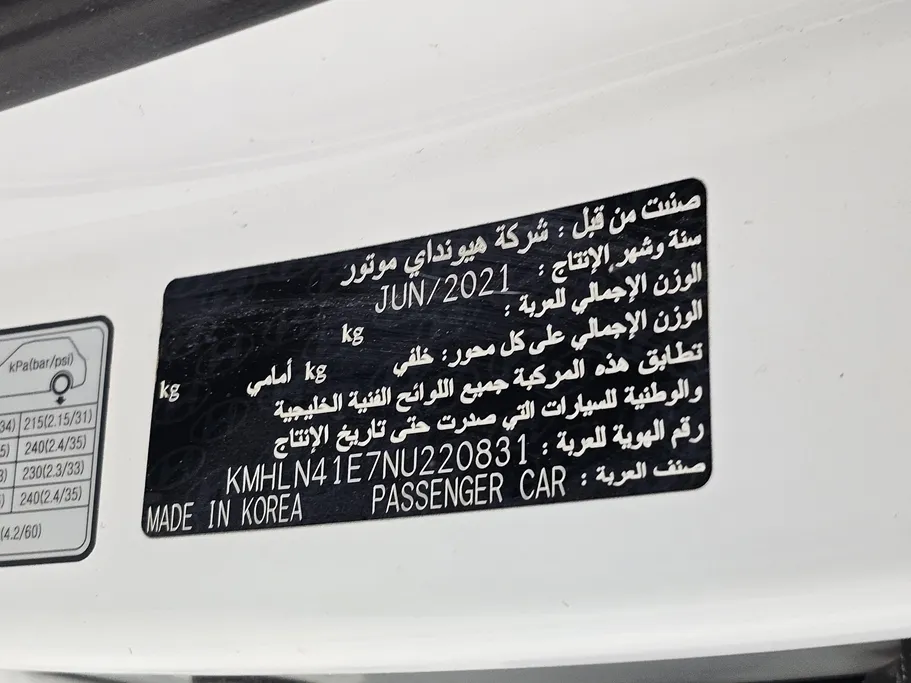 صنعت من قبل : شركة هيونداي موتور
سنة وشهر الإنتاج : JUN/2021
الوزن الإجمالي للعربة : kg
الوزن الإجمالي على كل محور: خلفي kg أمامي kg
تطابق هذه المركبة جميع اللوائح الفنية الخليجية
والوطنية للسيارات التي صدرت حتى تاريخ الإنتاج
رقم الهوية للعربة : KMHLN41E7NU220831
صنف العربة : PASSENGER CAR MADE IN KOREA
kPa(bar/psi)
34) 215(2.15/31)
5) 240(2.4/35)
3) 230(2.3/33)
240(2.4/35)
(4.2/60)